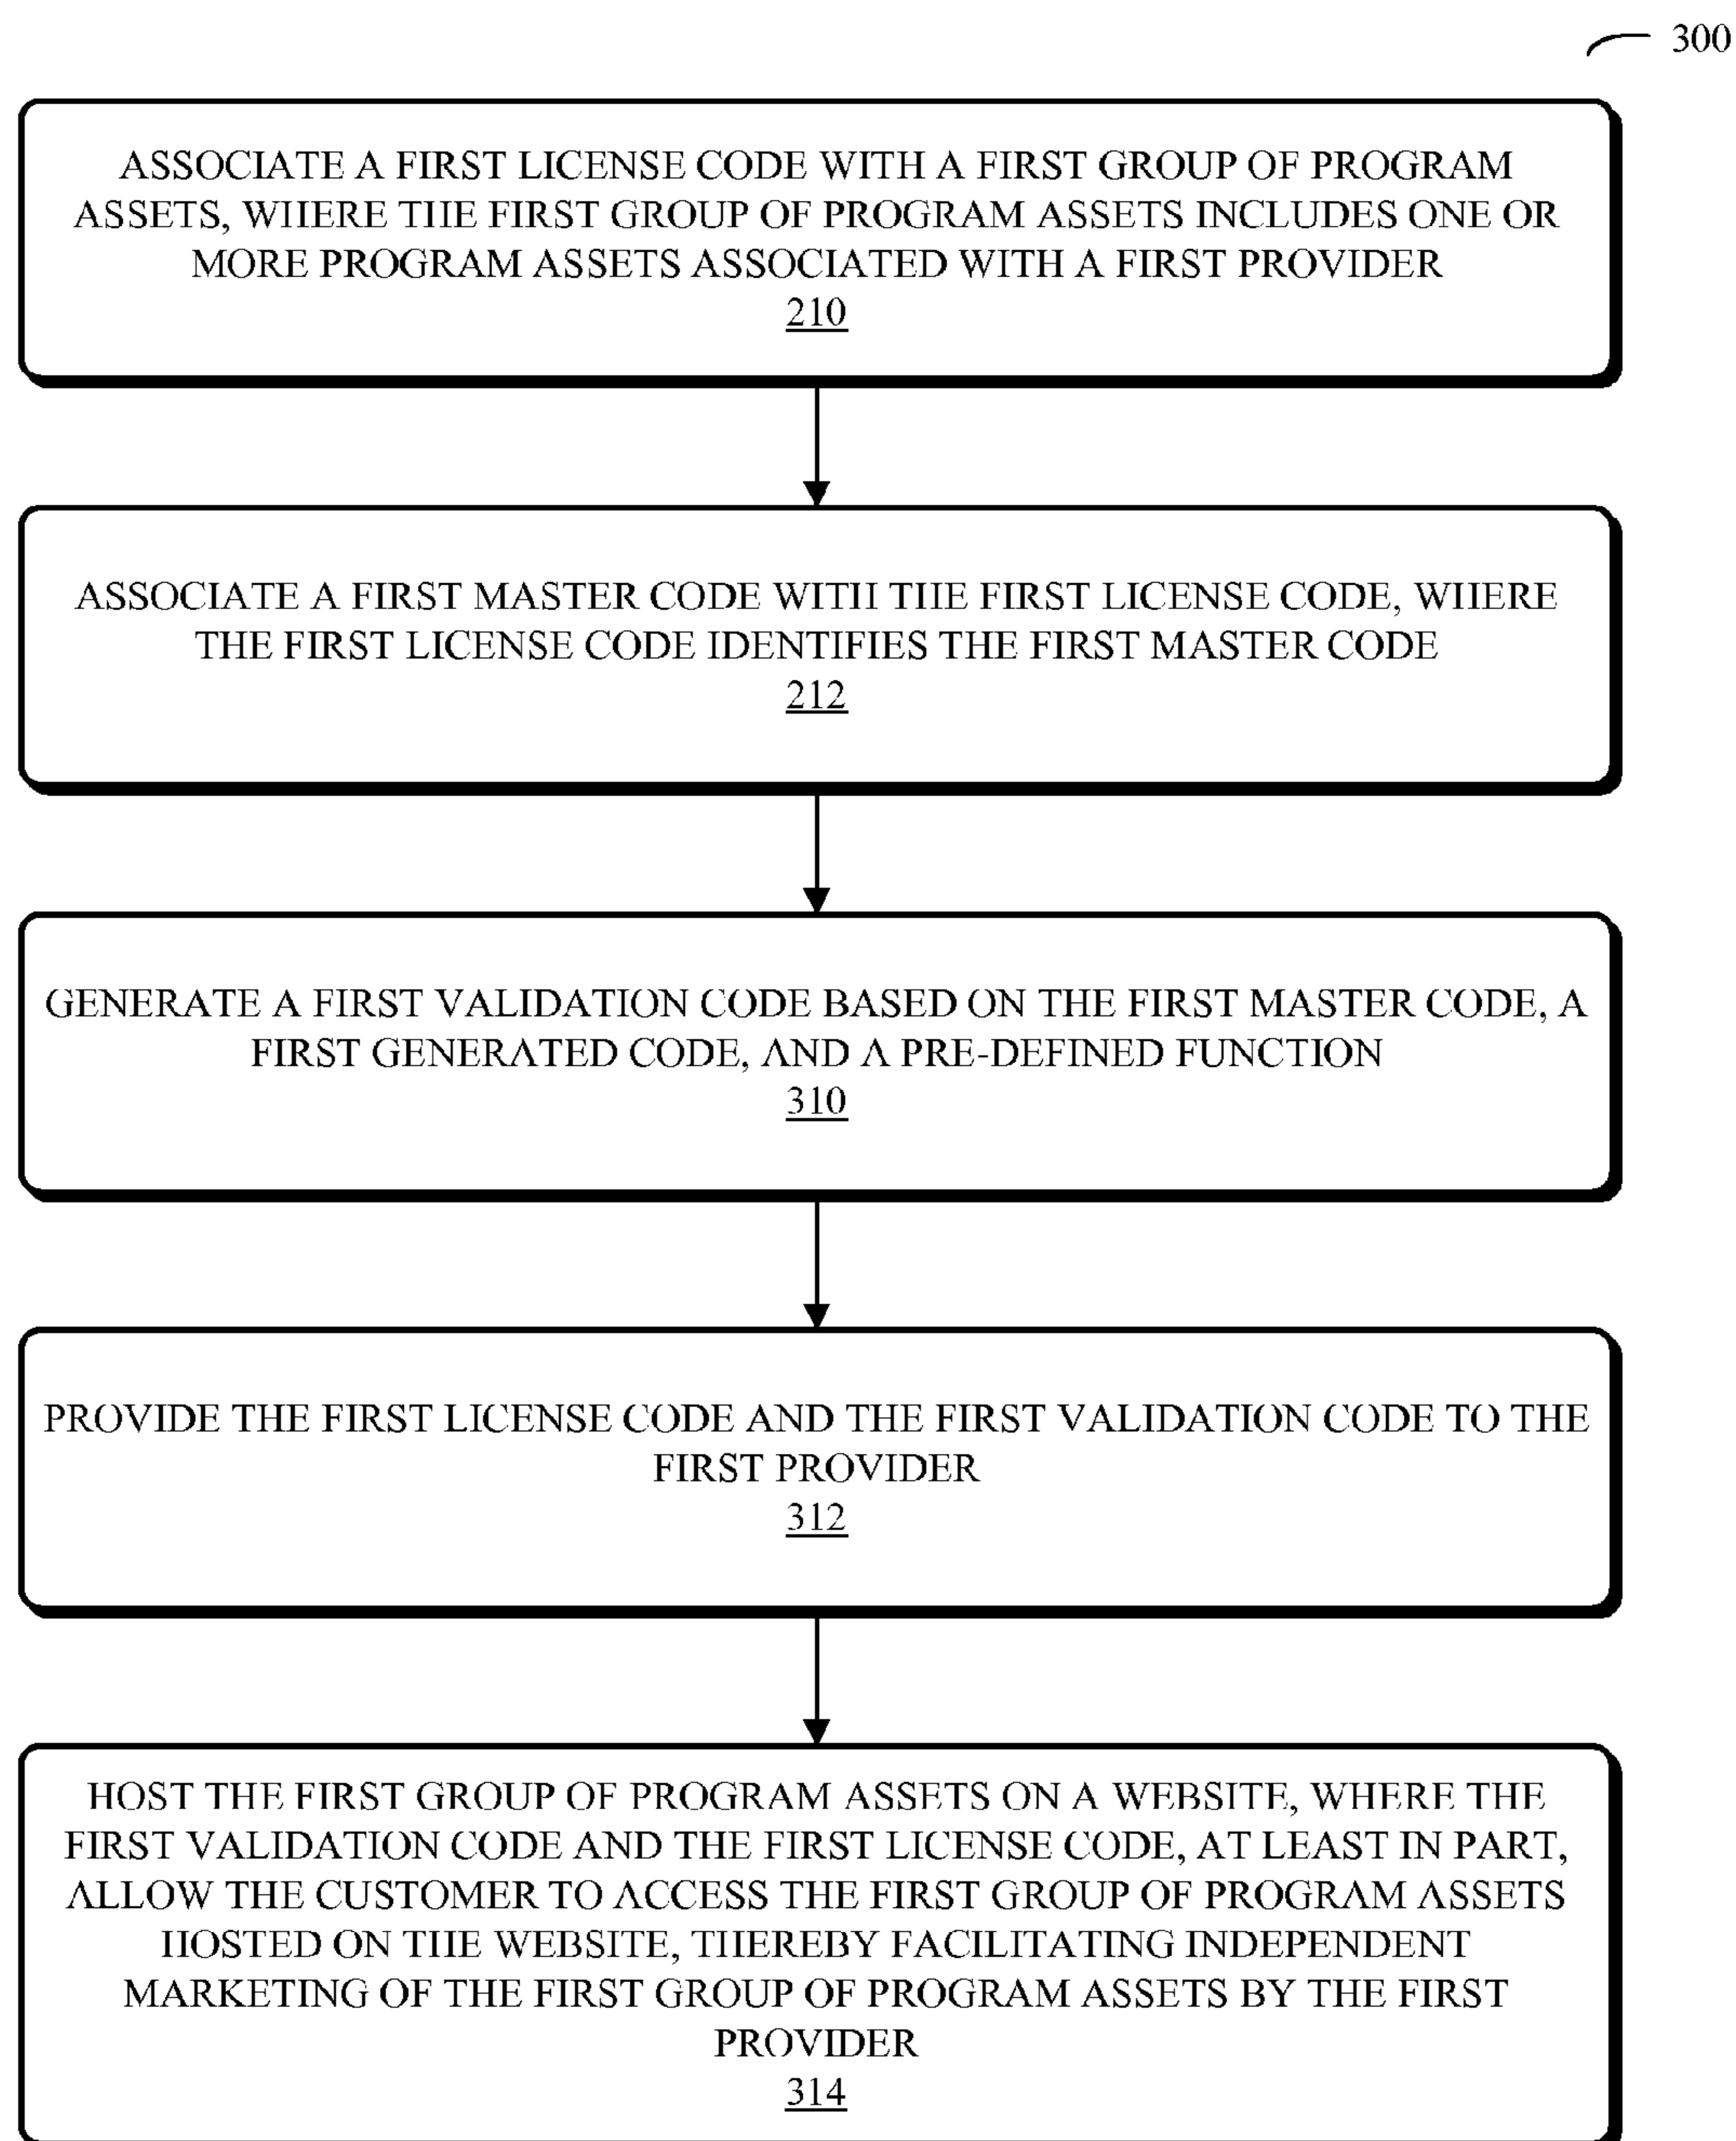 300
ASSOCIATE A FIRST LICENSE CODE WITH A FIRST GROUP OF PROGRAM
ASSETS, WHERE THE FIRST GROUP OF PROGRAM ASSETS INCLUDES ONE OR
MORE PROGRAM ASSETS ASSOCIATED WITH A FIRST PROVIDER
210
ASSOCIATE A FIRST MASTER CODE WITH THE FIRST LICENSE CODE, WHERE
THE FIRST LICENSE CODE IDENTIFIES THE FIRST MASTER CODE
212
GENERATE A FIRST VALIDATION CODE BASED ON THE FIRST MASTER CODE, A
FIRST GENERATED CODE, AND A PRE-DEFINED FUNCTION
310
PROVIDE THE FIRST LICENSE CODE AND THE FIRST VALIDATION CODE TO THE
FIRST PROVIDER
312
HOST THE FIRST GROUP OF PROGRAM ASSETS ON A WEBSITE, WHERE THE
FIRST VALIDATION CODE AND THE FIRST LICENSE CODE, AT LEAST IN PART,
ALLOW THE CUSTOMER TO ACCESS THE FIRST GROUP OF PROGRAM ASSETS
HOSTED ON THE WEBSITE, THEREBY FACILITATING INDEPENDENT
MARKETING OF THE FIRST GROUP OF PROGRAM ASSETS BY THE FIRST
PROVIDER
314